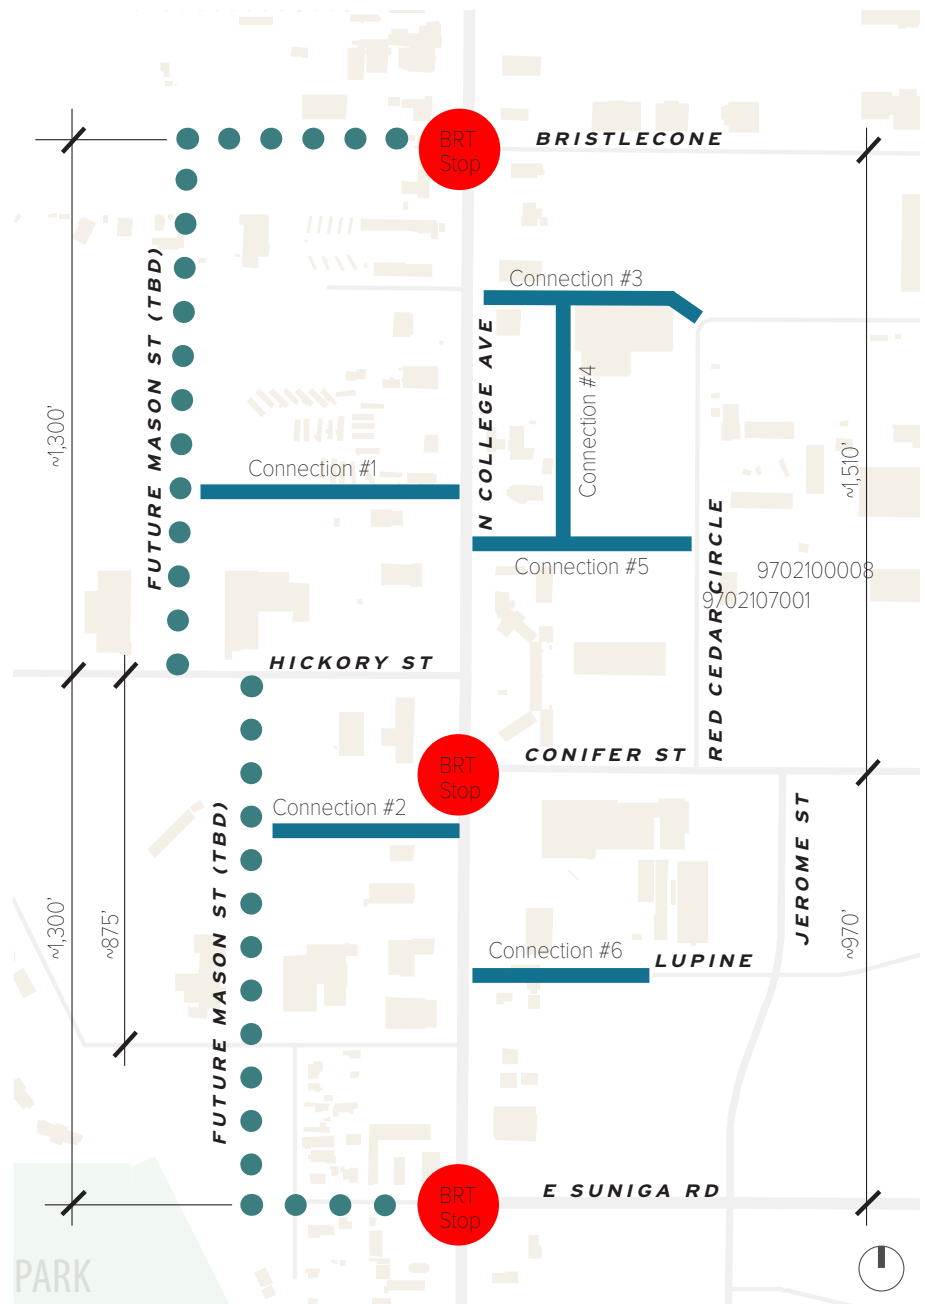 BRT
Stop
BRISTLECONE
Connection #3
FUTURE MASON ST (TBD)
N COLLEGE AVE
Connection #4
~1,300’
~1,510’
Connection #1
Connection #5
9702100008
9702107001
RED CEDAR CIRCLE
HICKORY ST
CONIFER ST
BRT
Stop
Connection #2
JEROME ST
FUTURE MASON ST (TBD)
~1,300’
~875’
~970’
Connection #6
LUPINE
E SUNIGA RD
BRT
Stop
PARK